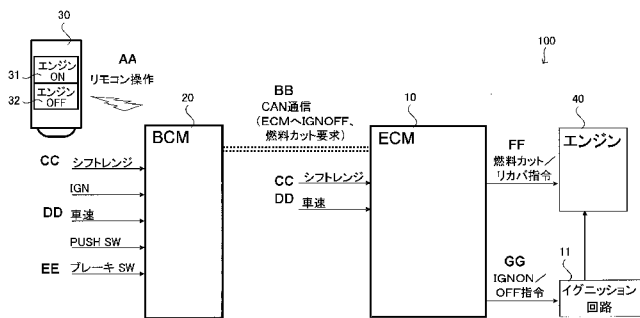 30
AA
リモコン操作
31
エンジン
ON
32
エンジン
OFF
100
20
BB
CAN通信
(ECMへIGNOFF、
燃料カット要求)
10
40
BCM
ECM
エンジン
CC シフトレンジ
IGN
DD 車速
PUSH SW
EE ブレーキ SW
CC シフトレンジ
DD 車速
FF
燃料カット/
リカバ指令
GG
IGNON/
OFF指令
11
イグニッション
回路